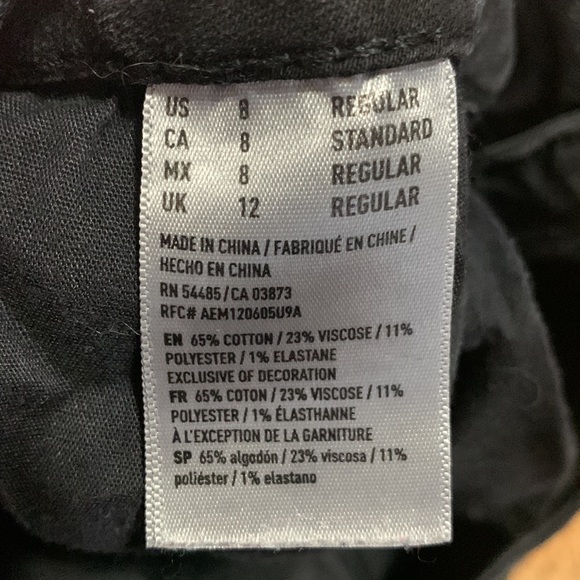 US 8 REGULAR
CA 8 STANDARD
MX 8 REGULAR
UK 12 REGULAR
MADE IN CHINA / FABRIQUÉ EN CHINE /
HECHO EN CHINA
RN 54485/CA 03873
RFC# AEM120605U9A
EN 65% COTTON / 23% VISCOSE / 11%
POLYESTER / 1% ELASTANE
EXCLUSIVE OF DECORATION
FR 65% COTON / 23% VISCOSE / 11%
POLYESTER / 1% ÉLASTHANNE
À L'EXCEPTION DE LA GARNITURE
SP 65% algodón / 23% viscosa / 11%
poliéster / 1% elastano